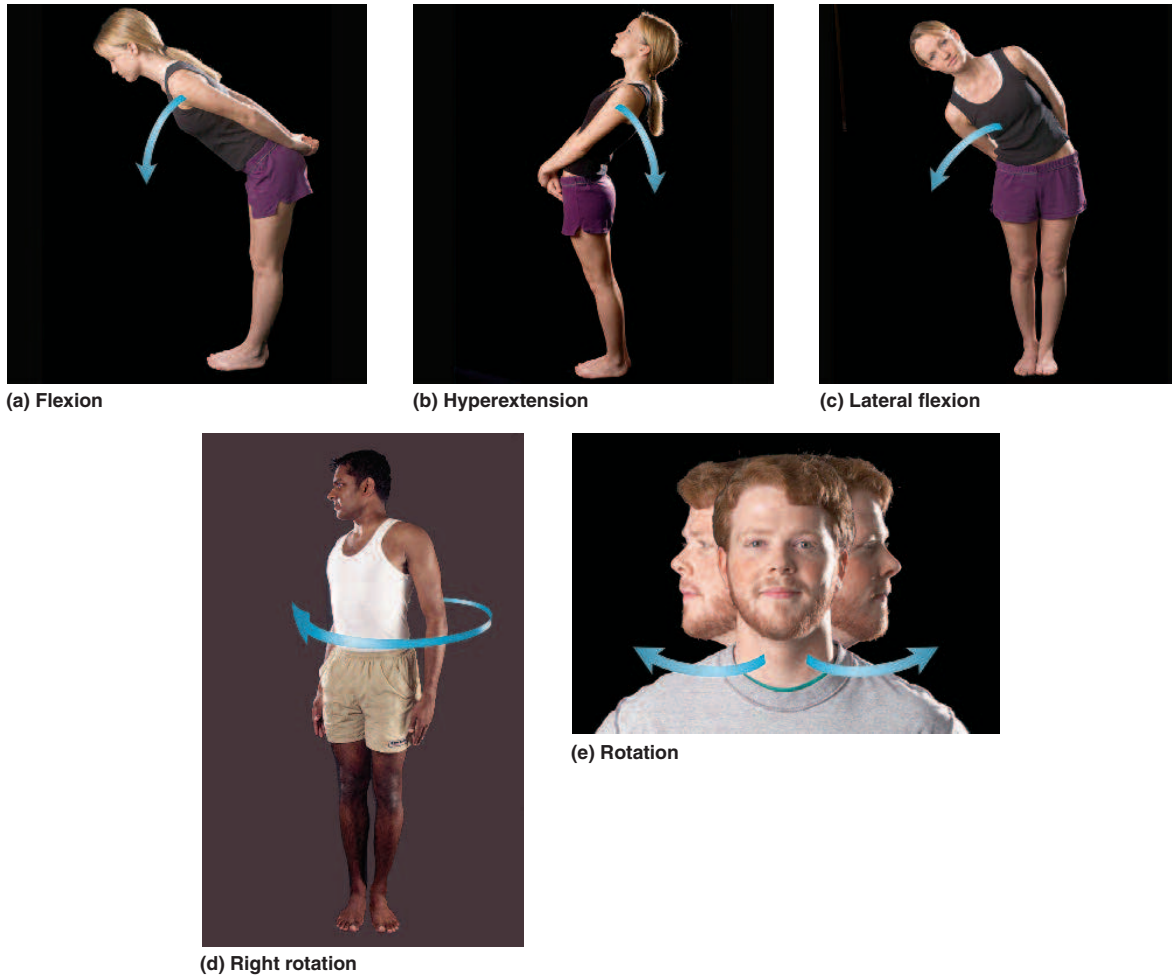 (a) Flexion
(b) Hyperextension
(c) Lateral flexion
(d) Right rotation
(e) Rotation